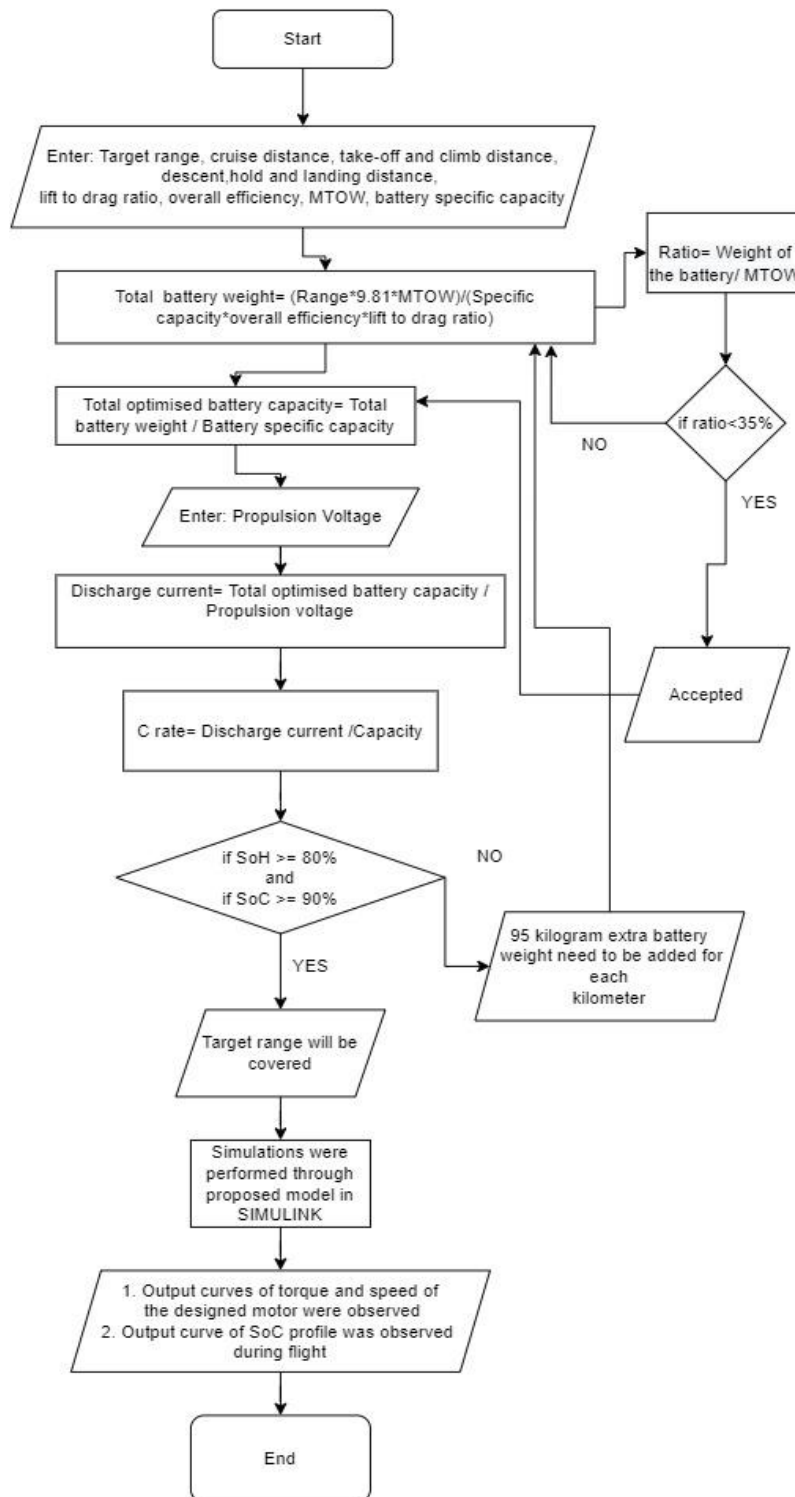 Start
Enter: Target range, cruise distance, take-off and climb distance,
descent,hold and landing distance,
lift to drag ratio, overall efficiency, MTOW, battery specific capacity
Ratio= Weight of
the battery/ MTOW
Total battery weight= (Range*9.81*MTOW)/(Specific
capacity*overall efficiency*lift to drag ratio)
Total optimised battery capacity= Total
battery weight / Battery specific capacity
if ratio<35%
NO
YES
Enter: Propulsion Voltage
Discharge current= Total optimised battery capacity /
Propulsion voltage
Accepted
C rate= Discharge current /Capacity
if SoH >= 80%
and
if SoC >= 90%
NO
YES
95 kilogram extra battery
weight need to be added for
each
kilometer
Target range will be
covered
Simulations were
performed through
proposed model in
SIMULINK
1. Output curves of torque and speed of
the designed motor were observed
2. Output curve of SoC profile was observed
during flight
End